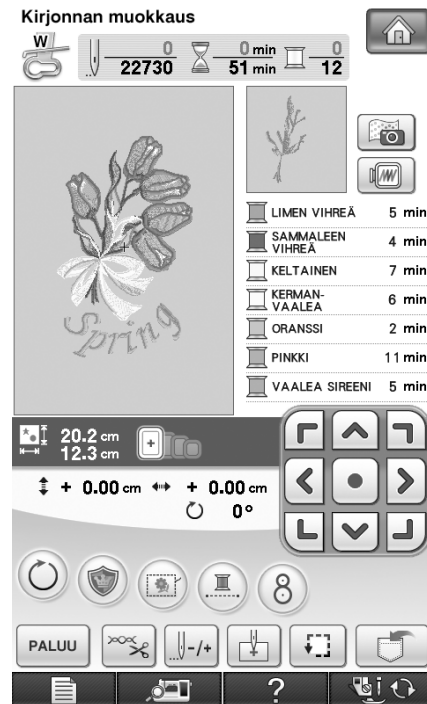 Kirjonnan muokkaus
W
0 0 min 0
22730 51 min 12
LIMEN VIHREÄ 5 min
SAMMALEEN
VIHREÄ 4 min
KELTAINEN 7 min
KERMAN-
VAALEA 6 min
ORANSSI 2 min
PINKKI 11 min
VAALEA SIREENI 5 min
Spring
20.2 cm
12.3 cm
+ 0.00 cm + 0.00 cm
0°
8
PALUU
-/+
?